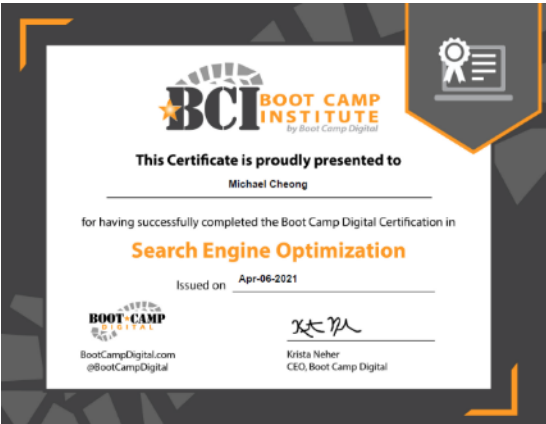 BCI BOOT CAMP
INSTITUTE
by Boot Camp Digital
This Certificate is proudly presented to
Michael Cheong
for having successfully completed the Boot Camp Digital Certification in
Search Engine Optimization
Issued on Apr-06-2021
BOOT CAMP
DIGITAL
BootCampDigital.com
@BootCampDigital
Krista Neher
CEO, Boot Camp Digital